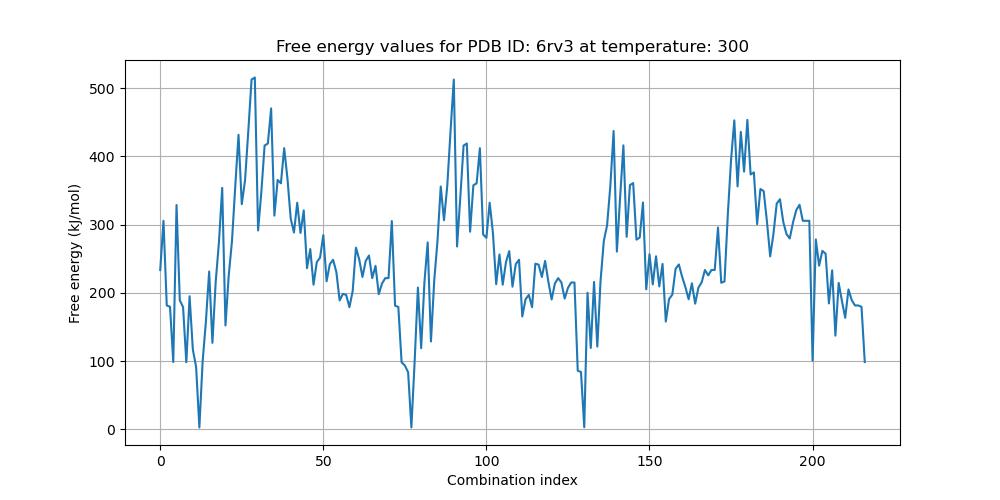 Free energy values for PDB ID: 6rv3 at temperature: 300
500
400
300
200
100
0
Free energy (kJ/mol)
0 50 100 150 200
Combination index